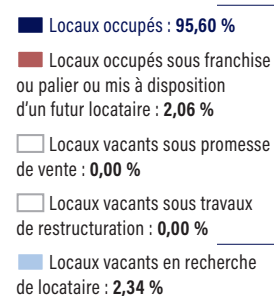 Locaux occupés : 95,60 %
Locaux occupés sous franchise
ou palier ou mis à disposition
d'un futur locataire : 2,06 %
Locaux vacants sous promesse
de vente : 0,00 %
Locaux vacants sous travaux
de restructuration : 0,00 %
Locaux vacants en recherche
de locataire : 2,34 %